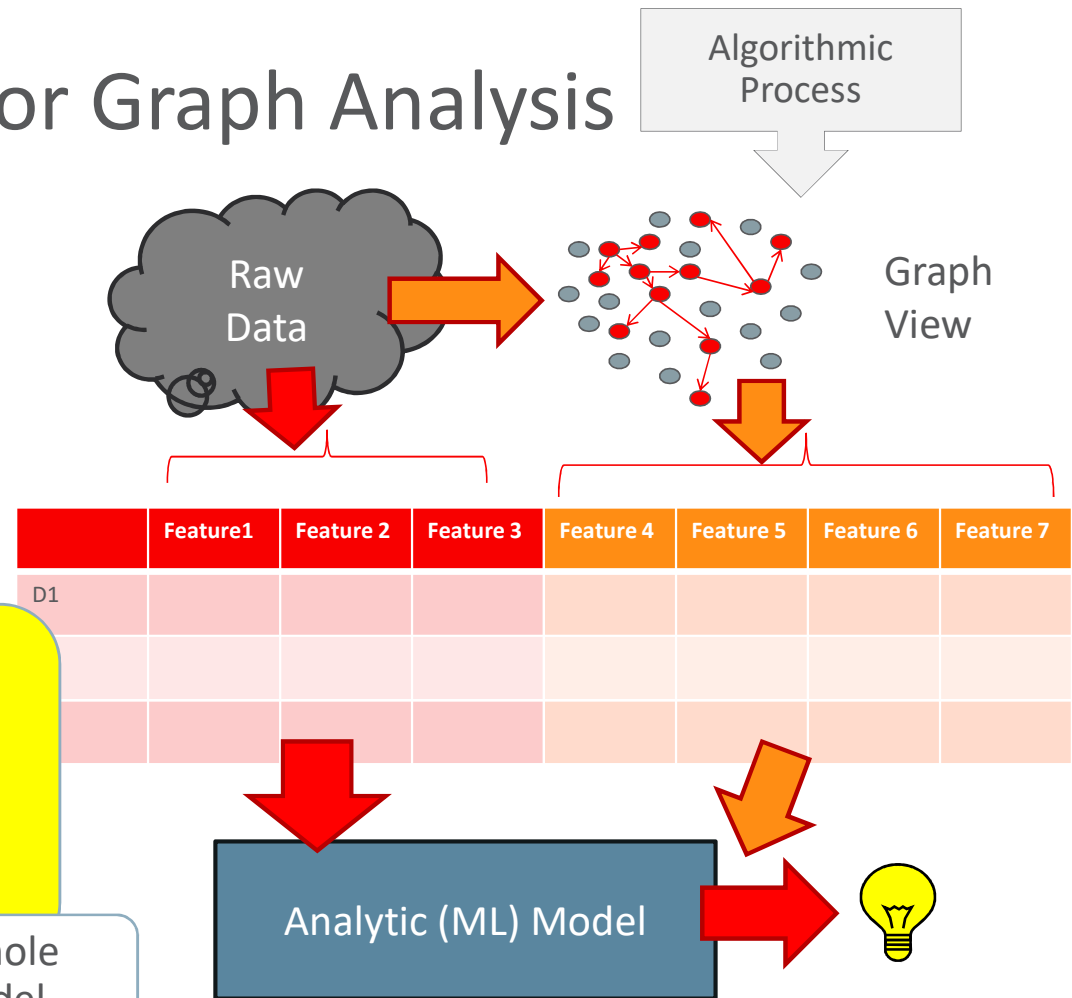 Algorithmic
Process
or Graph Analysis
Raw
Data
Graph
View
Feature1 Feature 2 Feature 3 Feature 4 Feature 5 Feature 6 Feature 7
D1
Analytic (ML) Model